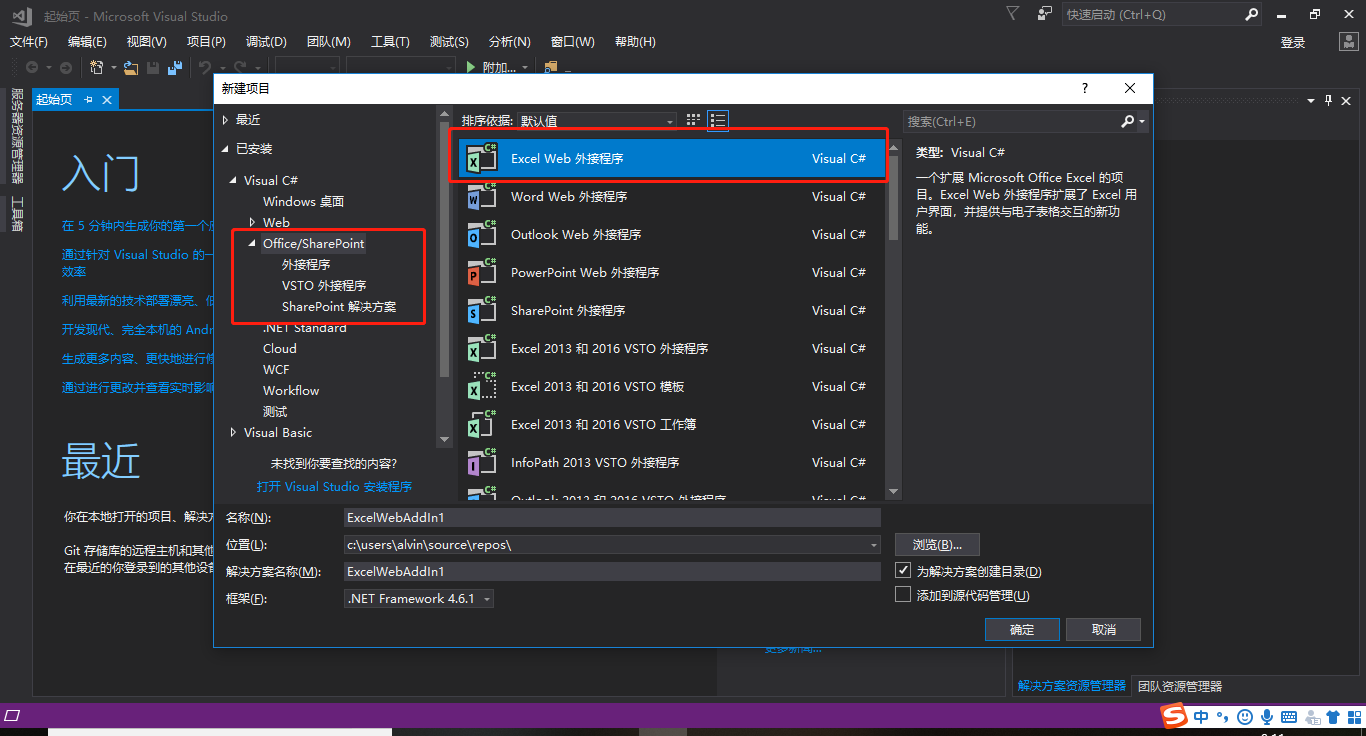 起始页 - Microsoft Visual Studio
快速启动 (Ctrl+Q)
文件(F) 编辑(E) 视图(V) 项目(P) 调试(D) 团队(M) 工具(T) 测试(S) 分析(N) 窗口(W) 帮助(H)
登录
附加...
服务器资源管理器
工具箱
起始页
入门
在 5 分钟内生成你的第一个
通过针对 Visual Studio 的一
效率
利用最新的技术部署漂亮、
开发现代、完全本机的 Andr
生成更多内容、更快地进行
通过进行更改并查看实时影
最近
你在本地打开的项目、解决
Git 存储库的远程主机和其他
在最近的你登录到的其他设
新建项目
?
最近
已安装
Visual C#
Windows 桌面
Web
Office/SharePoint
外接程序
VSTO 外接程序
SharePoint 解决方案
.NET Standard
Cloud
WCF
Workflow
测试
Visual Basic
未找到你要查找的内容?
打开 Visual Studio 安装程序
排序依据: 默认值
Excel Web 外接程序 Visual C#
Word Web 外接程序 Visual C#
Outlook Web 外接程序 Visual C#
PowerPoint Web 外接程序 Visual C#
SharePoint 外接程序 Visual C#
Excel 2013 和 2016 VSTO 外接程序 Visual C#
Excel 2013 和 2016 VSTO 模板 Visual C#
Excel 2013 和 2016 VSTO 工作簿 Visual C#
InfoPath 2013 VSTO 外接程序 Visual C#
Outlook 2013 和 2016 VSTO 外接程序 Visual C#
搜索(Ctrl+E)
类型: Visual C#
一个扩展 Microsoft Office Excel 的项
目。Excel Web 外接程序扩展了 Excel 用
户界面，并提供与电子表格交互的新功
能。
名称(N): ExcelWebAddIn1
位置(L): c:\users\alvin\source\repos\
浏览(B)...
解决方案名称(M): ExcelWebAddIn1
为解决方案创建目录(D)
框架(F): .NET Framework 4.6.1
添加到源代码管理(U)
确定 取消
更多新闻...
解决方案资源管理器 团队资源管理器
中